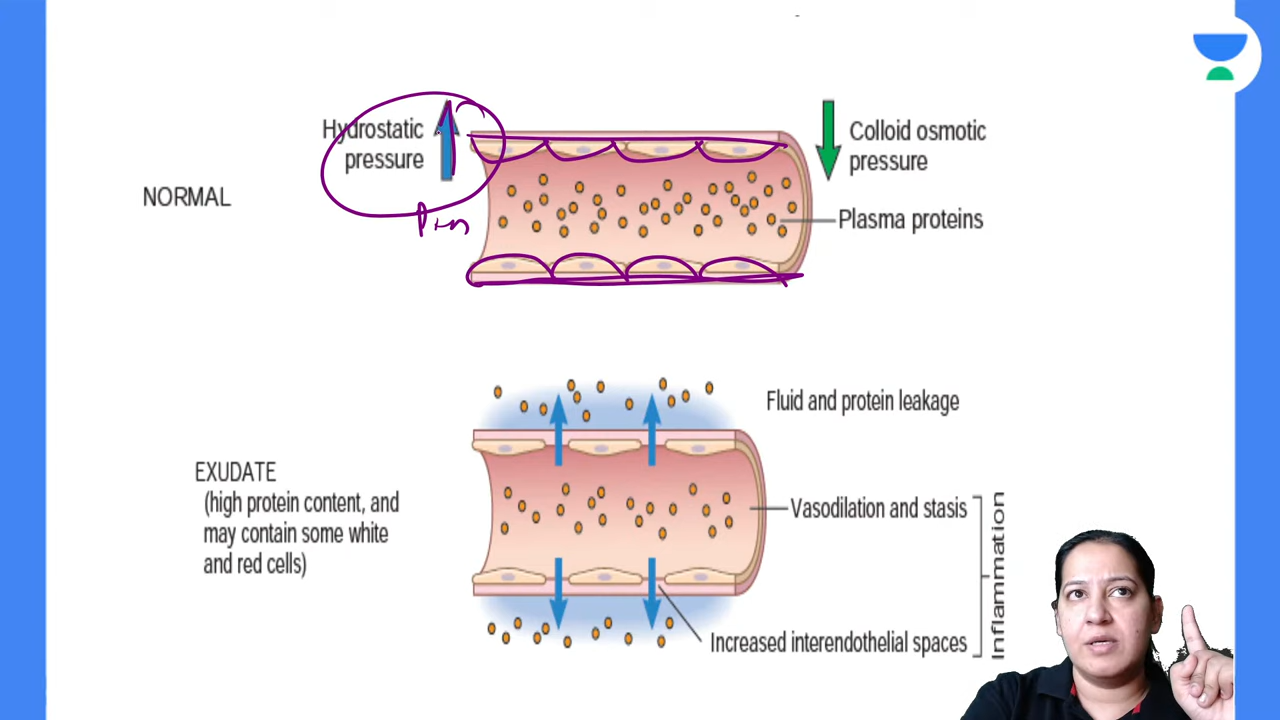 Hydrostatic
pressure
Colloid osmotic
pressure
NORMAL
Plasma proteins
Fluid and protein leakage
EXUDATE
(high protein content, and
may contain some white
and red cells)
Vasodilation and stasis
Increased interendothelial spaces
Inflammation